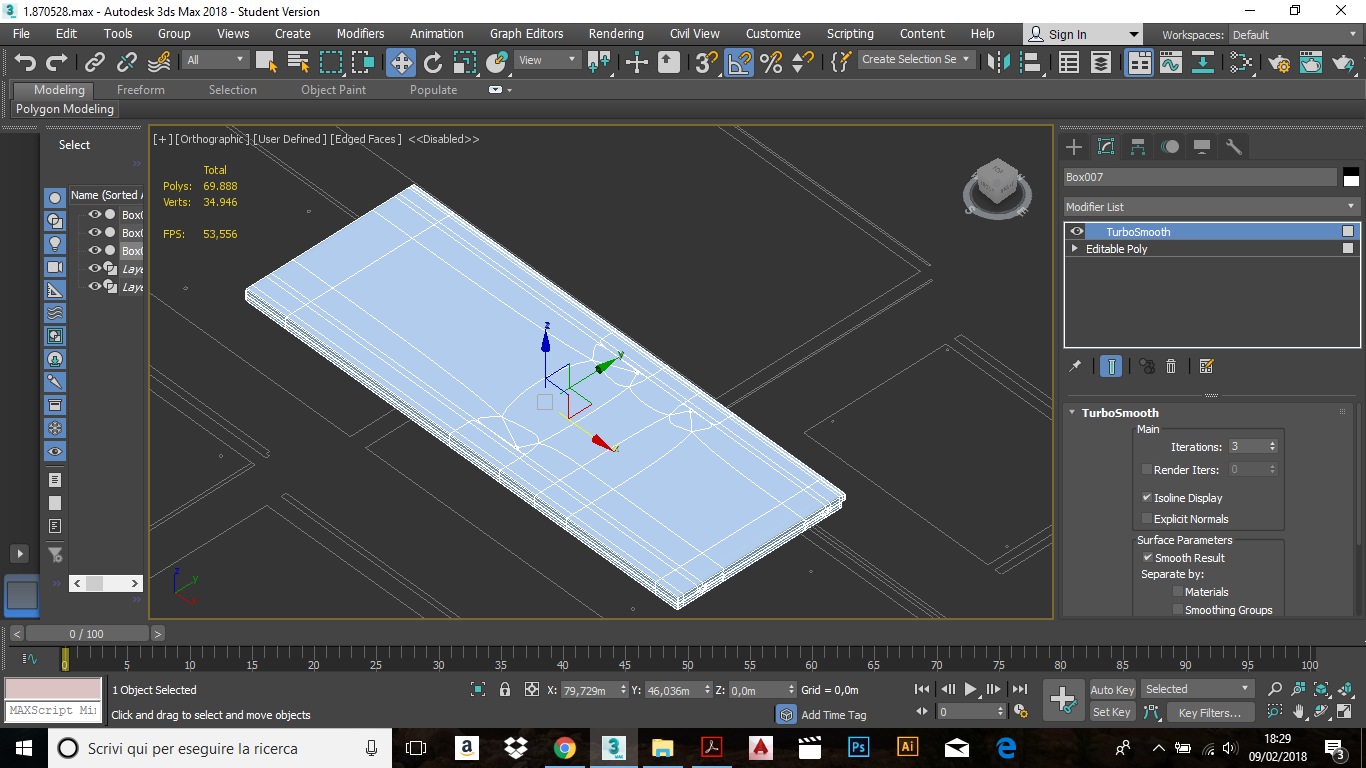 1.870528.max - Autodesk 3ds Max 2018 - Student Version
File Edit Tools Group Views Create Modifiers Animation Graph Editors Rendering Civil View Customize Scripting Content Help Sign In Workspaces: Default
All View Create Selection Se
Modeling Freeform Selection Object Paint Populate
Polygon Modeling
Select
Name (Sorted A
Box0
Box0
Box0
Laye
Laye
[+] [Orthographic] [User Defined] [Edged Faces] <<Disabled>>
Total
Polys: 69.888
Verts: 34.946
FPS: 53,556
z
y
x
z
y
x
Box007
Modifier List
TurboSmooth
Editable Poly
TurboSmooth
Main
Iterations: 3
Render Iters: 0
Isoline Display
Explicit Normals
Surface Parameters
Smooth Result
Separate by:
Materials
Smoothing Groups
< 0 / 100 >
0 5 10 15 20 25 30 35 40 45 50 55 60 65 70 75 80 85 90 95 100
1 Object Selected X: 79,729m Y: 46,036m Z: 0,0m Grid = 0,0m Auto Key Selected
MAXScript Mi
Click and drag to select and move objects Add Time Tag 0 Set Key Key Filters...
Scrivi qui per eseguire la ricerca
18:29
09/02/2018
3